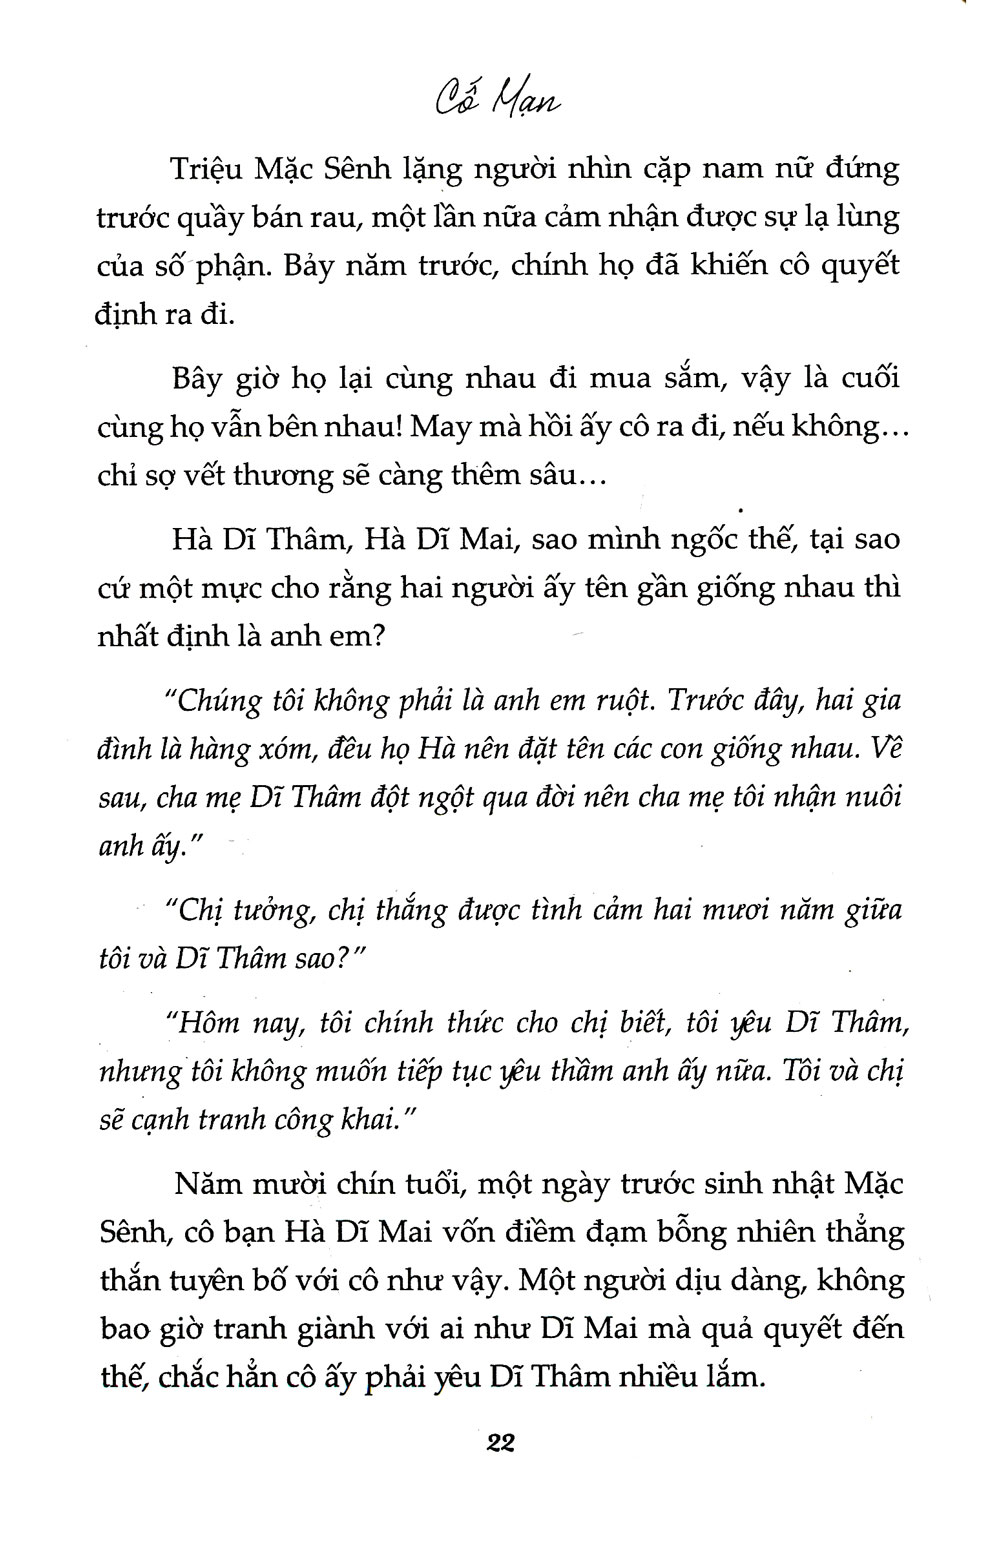 Cố Mạn
Triệu Mặc Sênh lặng người nhìn cặp nam nữ đứng
trước quầy bán rau, một lần nữa cảm nhận được sự lạ lùng
của số phận. Bảy năm trước, chính họ đã khiến cô quyết
định ra đi.
Bây giờ họ lại cùng nhau đi mua sắm, vậy là cuối
cùng họ vẫn bên nhau! May mà hồi ấy cô ra đi, nếu không...
chỉ sợ vết thương sẽ càng thêm sâu...
Hà Dĩ Thâm, Hà Dĩ Mai, sao mình ngốc thế, tại sao
cứ một mực cho rằng hai người ấy tên gần giống nhau thì
nhất định là anh em?
"Chúng tôi không phải là anh em ruột. Trước đây, hai gia
đình là hàng xóm, đều họ Hà nên đặt tên các con giống nhau. Về
sau, cha mẹ Dĩ Thâm đột ngột qua đời nên cha mẹ tôi nhận nuôi
anh ấy."
"Chị tưởng, chị thắng được tình cảm hai mươi năm giữa
tôi và Dĩ Thâm sao?"
"Hôm nay, tôi chính thức cho chị biết, tôi yêu Dĩ Thâm,
nhưng tôi không muốn tiếp tục yêu thầm anh ấy nữa. Tôi và chị
sẽ cạnh tranh công khai."
Năm mười chín tuổi, một ngày trước sinh nhật Mặc
Sênh, cô bạn Hà Dĩ Mai vốn điềm đạm bỗng nhiên thẳng
thắn tuyên bố với cô như vậy. Một người dịu dàng, không
bao giờ tranh giành với ai như Dĩ Mai mà quả quyết đến
thế, chắc hẳn cô ấy phải yêu Dĩ Thâm nhiều lắm.
22